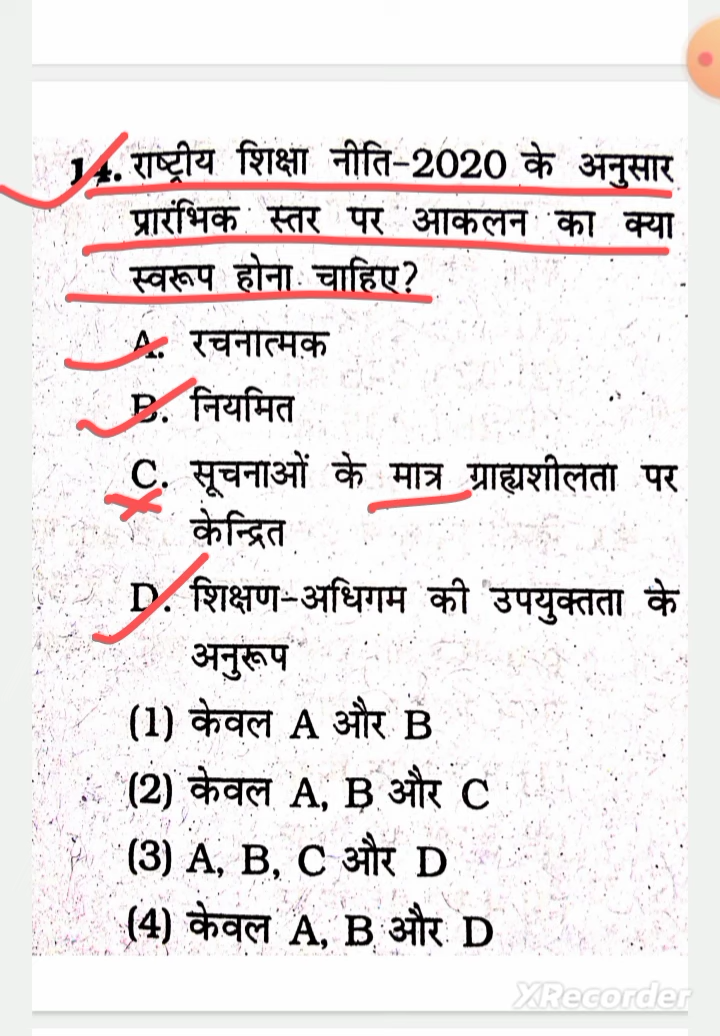 14. राष्ट्रीय शिक्षा नीति-2020 के अनुसार
प्रारंभिक स्तर पर आकलन का क्या
स्वरूप होना चाहिए?
A. रचनात्मक
B. नियमित
C. सूचनाओं के मात्र ग्राह्यशीलता पर
केन्द्रित
D. शिक्षण-अधिगम की उपयुक्तता के
अनुरूप
(1) केवल A और B
(2) केवल A, B और C
(3) A, B, C और D
(4) केवल A, B और D
XRecorder